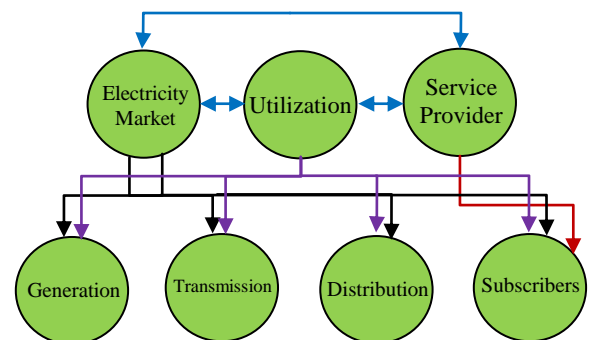 Electricity
Market
Utilization
Service
Provider
Generation
Transmission
Distribution
Subscribers